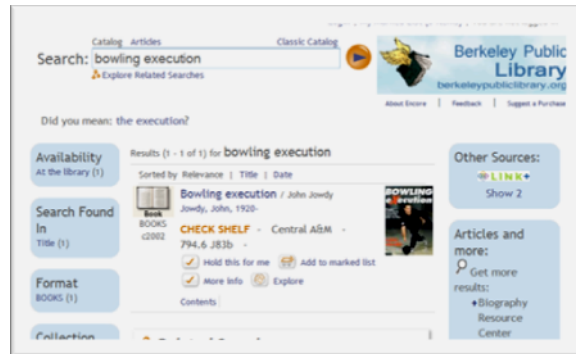 Catalog Articles Classic Catalog
Search: bowling execution
Explore Related Searches
Berkeley Public
Library
berkeleypubliclibrary.org
About Encore | Feedback | Suggest a Purchase
Did you mean: the execution?
Availability
At the library (1)
Search Found
In
Title (1)
Format
BOOKS (1)
Collection
Results (1 - 1 of 1) for bowling execution
Sorted by Relevance | Title | Date
Book
BOOKS
c2002
Bowling execution / John Jowdy
Jowdy, John, 1920-
CHECK SHELF - Central A&M -
794.6 J83b -
Hold this for me Add to marked list
More info Explore
Contents
BOWLING
execution
Other Sources:
LINK+
Show 2
Articles and
more:
Get more
results:
Biography
Resource
Center